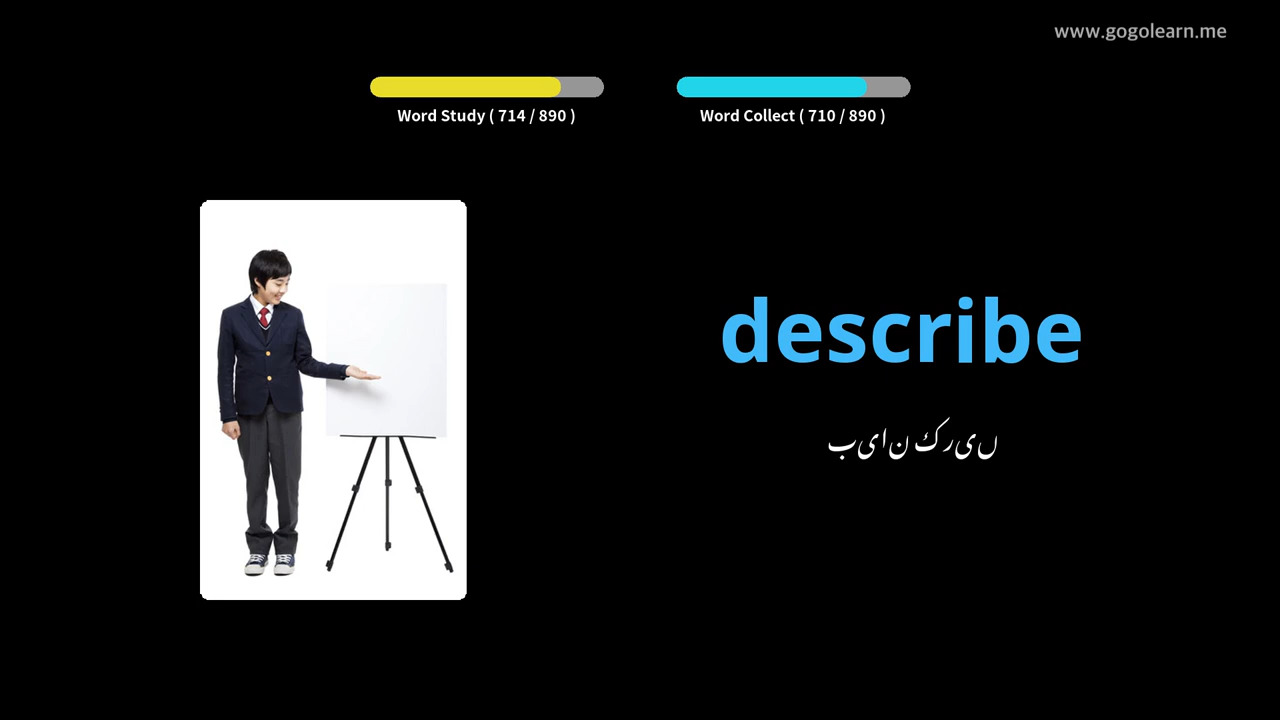 www.gogolearn.me
Word Study ( 714 / 890 )
Word Collect ( 710 / 890 )
describe
بیان کریں